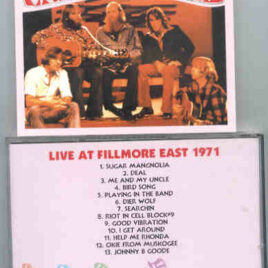 LIVE AT FILLMORE EAST 1971
1. SUGAR MANGNOLIA
2. DEAL
3. ME AND MY UNCLE
4. BIRD SONG
5. PLAYING IN THE BAND
6. DIER WOLF
7. SEARCHIN
8. RIOT IN CELL BLOCK#9
9. GOOD VIBRATION
10. I GET AROUND
11. HELP ME RHONDA
12. OKIE FROM MUSKOGEE
13. JOHNNY B GOODE